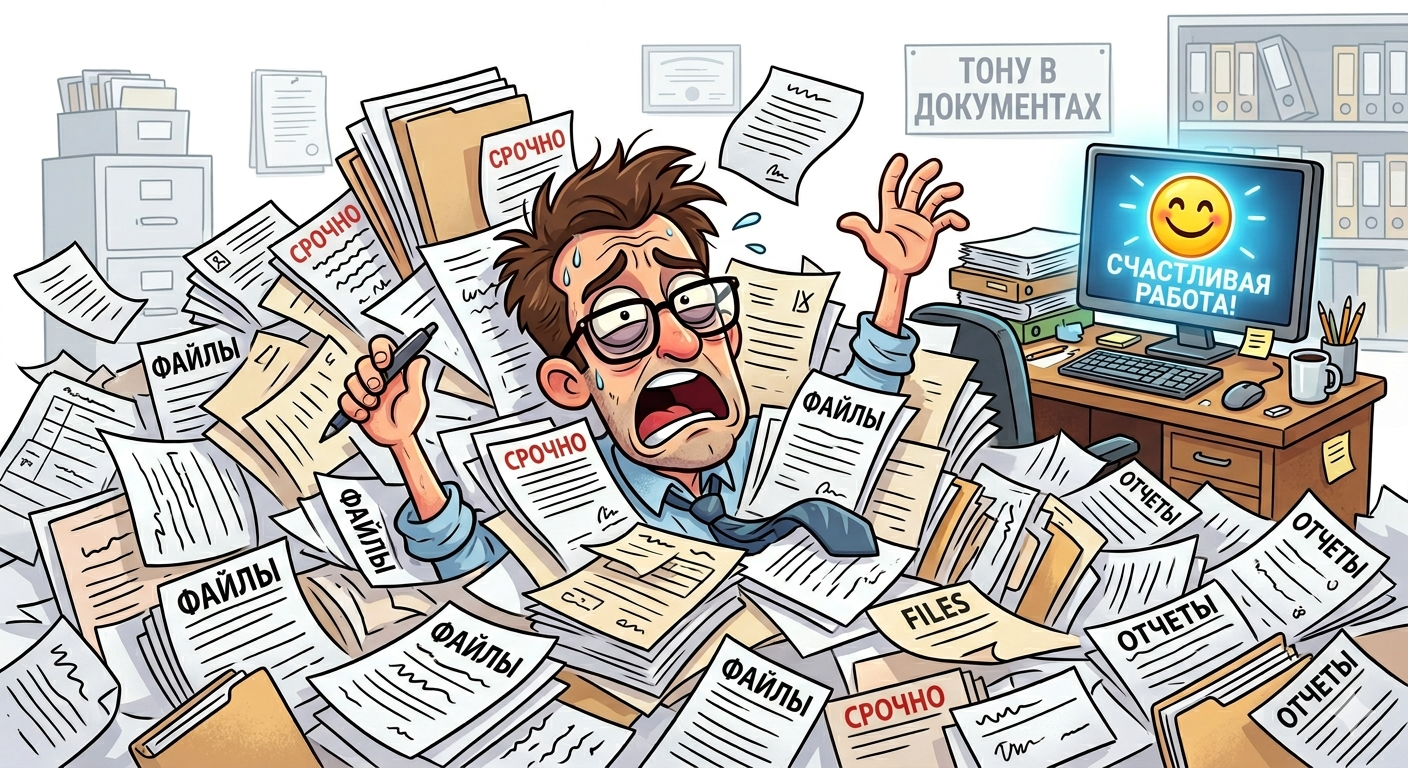 ТОНУ В
ДОКУМЕНТАХ
СРОЧНО
СРОЧНО
СЧАСТЛИВАЯ
РАБОТА!
ФАЙЛЫ
ФАЙЛЫ
СРОЧНО
ФАЙЛЫ
ОТЧЕТЫ
ОТЧЕТЫ
ФАЙЛЫ
FILES
ОТЧЕТЫ
ФАЙЛЫ
ФАЙЛЫ
СРОЧНО
ОТЧЕТЫ